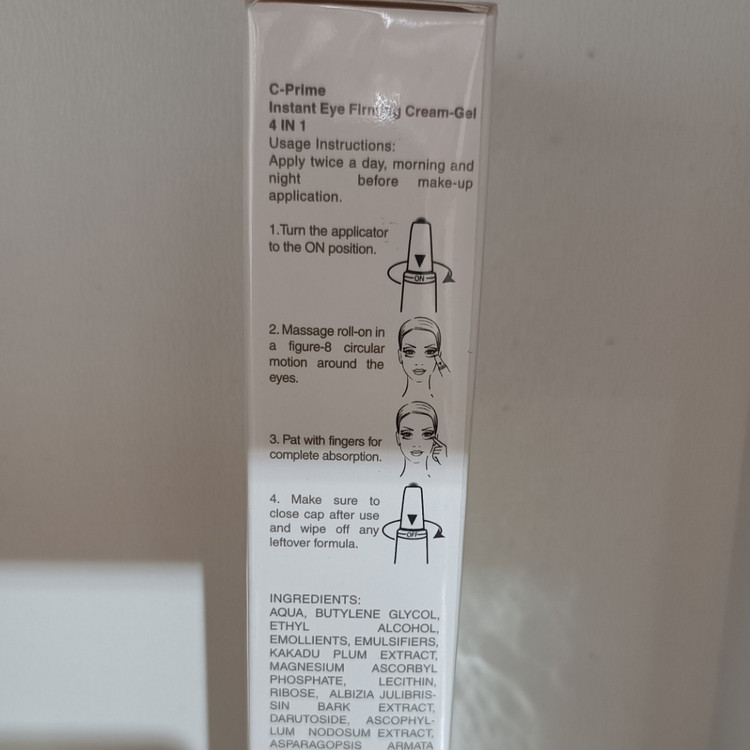 C-Prime
Instant Eye Firming Cream-Gel
4 IN 1
Usage Instructions:
Apply twice a day, morning and
night before make-up
application.
1.Turn the applicator
to the ON position.
ON
2. Massage roll-on in
a figure-8 circular
motion around the
eyes.
3. Pat with fingers for
complete absorption.
4. Make sure to
close cap after use
and wipe off any
leftover formula.
OFF
INGREDIENTS:
AQUA, BUTYLENE GLYCOL,
ETHYL ALCOHOL,
EMOLLIENTS, EMULSIFIERS,
KAKADU PLUM EXTRACT,
MAGNESIUM ASCORBYL
PHOSPHATE, LECITHIN,
RIBOSE, ALBIZIA JULIBRIS-
SIN BARK EXTRACT,
DARUTOSIDE, ASCOPHYL-
LUM NODOSUM EXTRACT,
ASPARAGOPSIS ARMATA